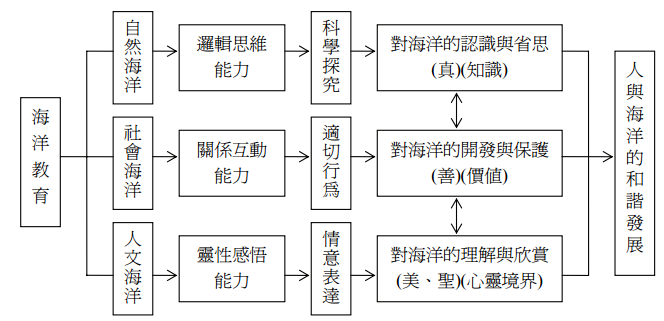 海洋教育
自然海洋
邏輯思維
能力
科學探究
對海洋的認識與省思
(真)(知識)
社會海洋
關係互動
能力
適切行為
對海洋的開發與保護
(善)(價值)
人文海洋
靈性感悟
能力
情意表達
對海洋的理解與欣賞
(美、聖)(心靈境界)
人與海洋的和諧發展